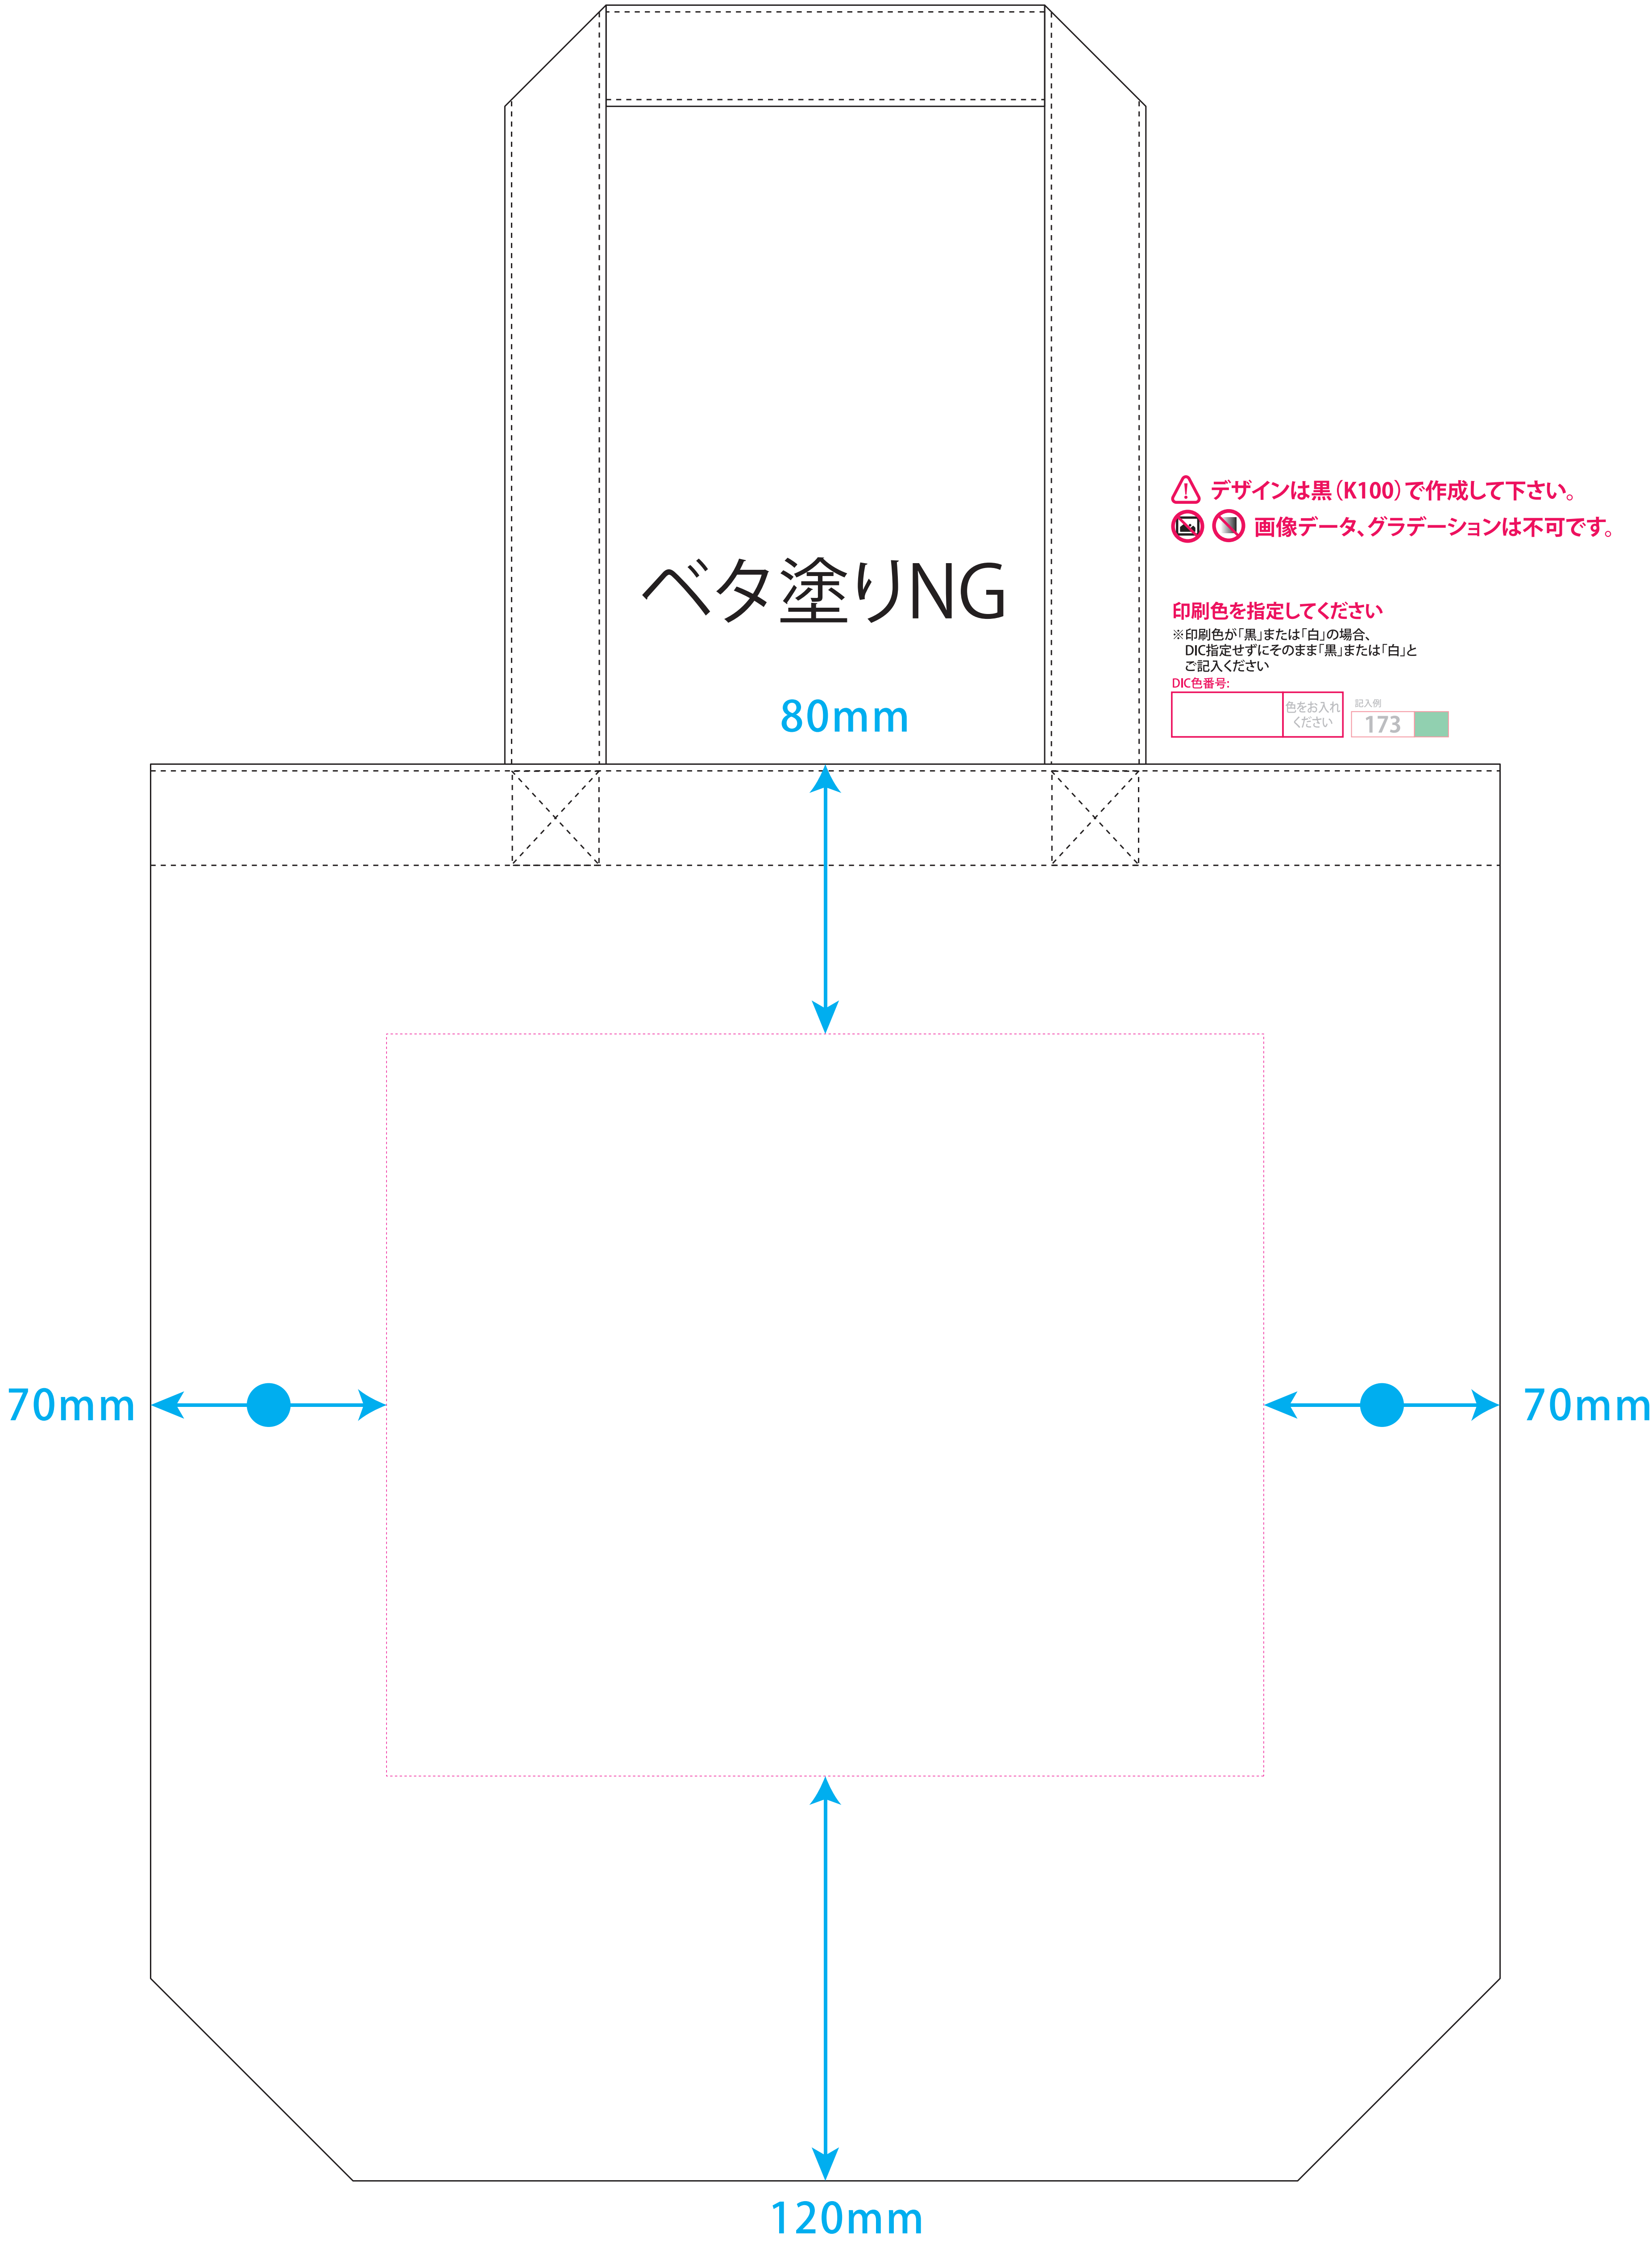 デザインは黒（K100）で作成して下さい。
画像データ、グラデーションは不可です。
ベタ塗りNG
印刷色を指定してください
※印刷色が「黒」または「白」の場合、
DIC指定せずにそのまま「黒」または「白」と
ご記入ください
DIC色番号:
色をお入れ
ください
記入例
173
80mm
70mm
70mm
120mm